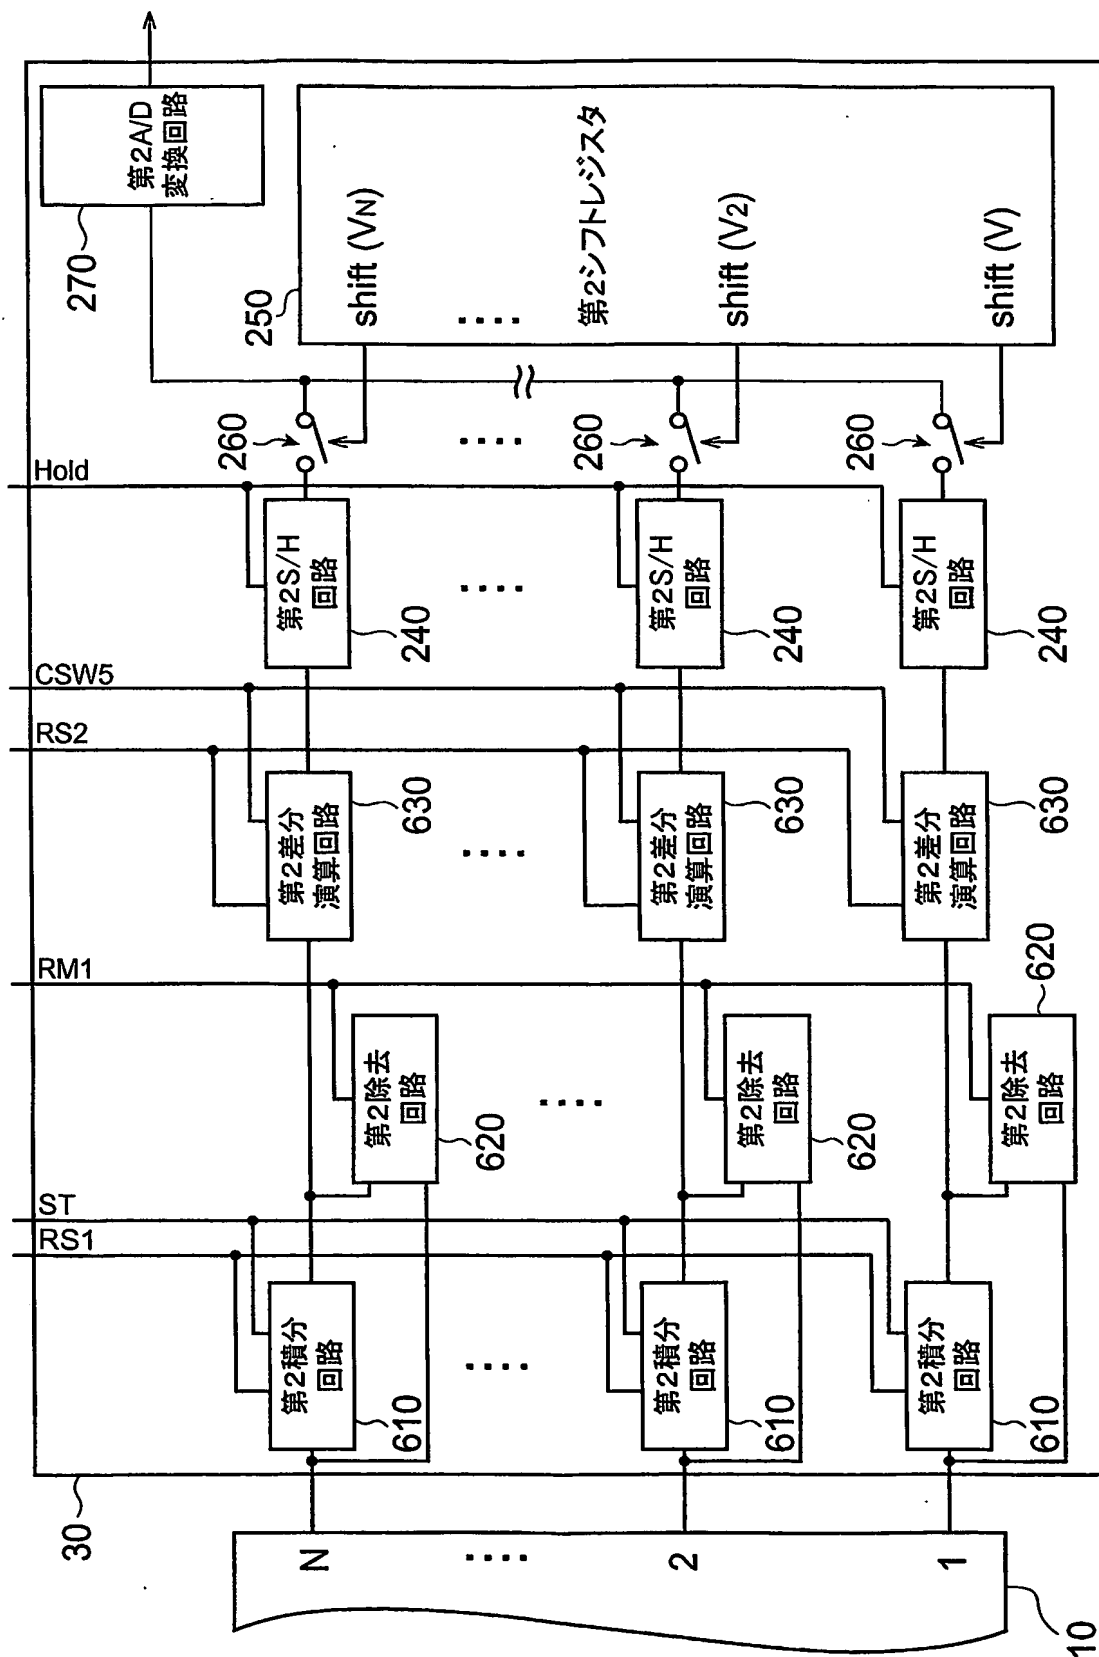 30
10
N
....
2
1
RS1
ST
RM1
RS2
CSW5
Hold
第2積分
回路
610
....
第2積分
回路
610
第2積分
回路
610
第2除去
回路
620
....
第2除去
回路
620
第2除去
回路
620
第2差分
演算回路
630
....
第2差分
演算回路
630
第2差分
演算回路
630
第2S/H
回路
240
....
第2S/H
回路
240
第2S/H
回路
240
260
....
260
260
250
shift (VN)
....
第2シフトレジスタ
shift (V2)
shift (V)
270
第2A/D
変換回路